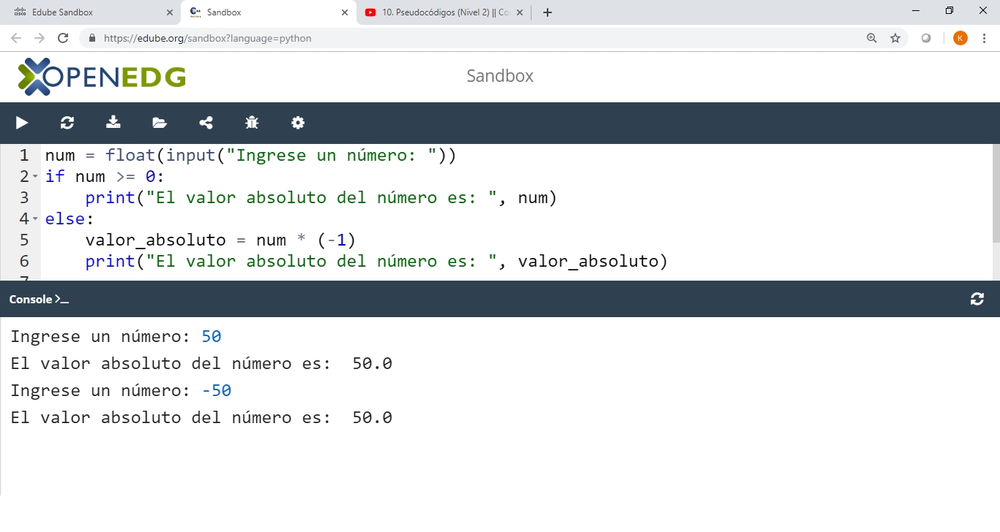 Edube Sandbox
Sandbox
10. Pseudocódigos (Nivel 2) || Co
https://edube.org/sandbox?language=python
K
OPENEDG
Sandbox
1 num = float(input("Ingrese un número: "))
2 if num >= 0:
3     print("El valor absoluto del número es: ", num)
4 else:
5     valor_absoluto = num * (-1)
6     print("El valor absoluto del número es: ", valor_absoluto)
7
Console >_
Ingrese un número: 50
El valor absoluto del número es:  50.0
Ingrese un número: -50
El valor absoluto del número es:  50.0